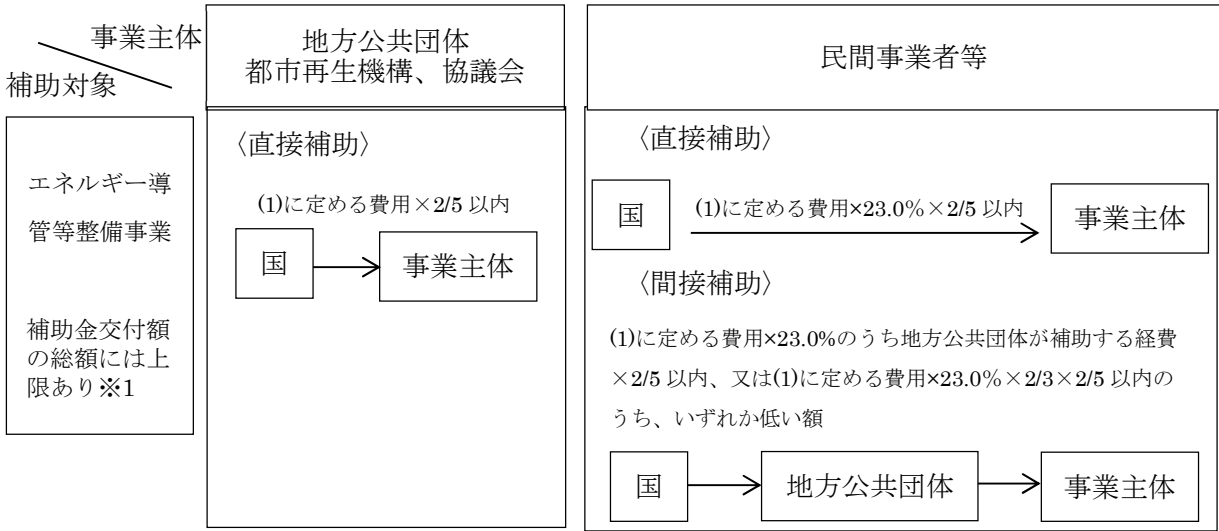 事業主体
補助対象
地方公共団体
都市再生機構、協議会
民間事業者等
エネルギー導
管等整備事業
補助金交付額
の総額には上
限あり※1
〈直接補助〉
(1)に定める費用×2/5 以内
国
事業主体
〈直接補助〉
(1)に定める費用×23.0%×2/5 以内
国
事業主体
〈間接補助〉
(1)に定める費用×23.0%のうち地方公共団体が補助する経費
×2/5 以内、又は(1)に定める費用×23.0%×2/3×2/5 以内の
うち、いずれか低い額
国
地方公共団体
事業主体